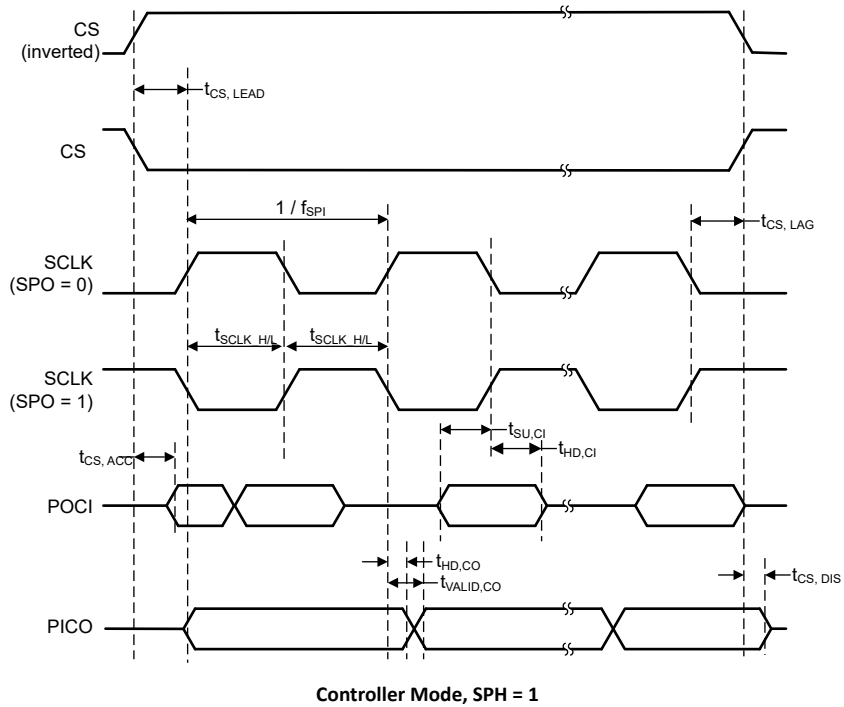 CS
(inverted)
tCS, LEAD
CS
1 / fSPI
tCS, LAG
SCLK
(SPO = 0)
tSCLK_H/L
tSCLK_H/L
SCLK
(SPO = 1)
tSU,CI
tHD,CI
tCS, ACC
POCI
tHD,CO
tVALID,CO
tCS, DIS
PICO
Controller Mode, SPH = 1